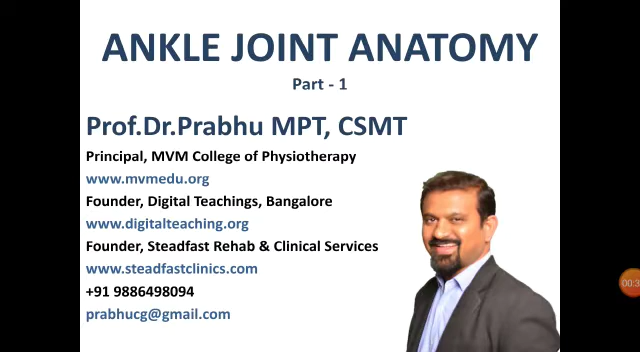 ANKLE JOINT ANATOMY
Part - 1
Prof.Dr.Prabhu MPT, CSMT
Principal, MVM College of Physiotherapy
www.mvmedu.org
Founder, Digital Teachings, Bangalore
www.digitalteaching.org
Founder, Steadfast Rehab & Clinical Services
www.steadfastclinics.com
+91 9886498094
prabhucg@gmail.com